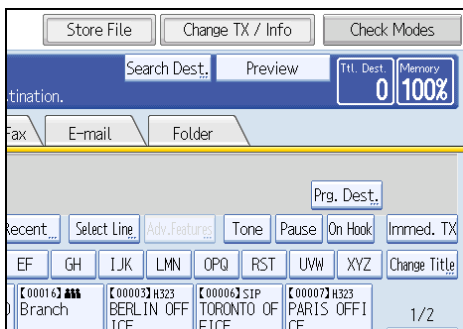 Store File Change TX / Info Check Modes
Search Dest. Preview Ttl. Dest. Memory
tination. 0 100%
Fax E-mail Folder
Prg. Dest.
Recent Select Line Adv.Features Tone Pause On Hook Immed. TX
EF GH IJK LMN OPQ RST UVW XYZ Change Title
【00016】 【00003】H323 【00006】SIP 【00007】H323
Branch BERLIN OFF TORONTO OF PARIS OFFI 1/2
ICE FICE CE